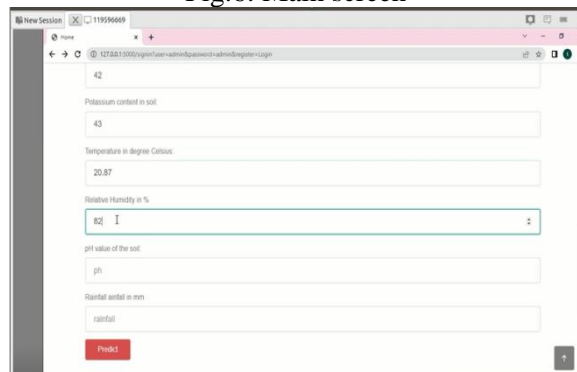 Fig.6. Main screen
New Session
119596669
Home
127.0.0.1:5000/signin?user=admin&password=admin&register=Login
42
Potassium content in soil:
43
Temperature in degree Celsius:
20.87
Relative Humidity in %
82
pH value of the soil:
ph
Rainfall ainfall in mm
rainfall
Predict